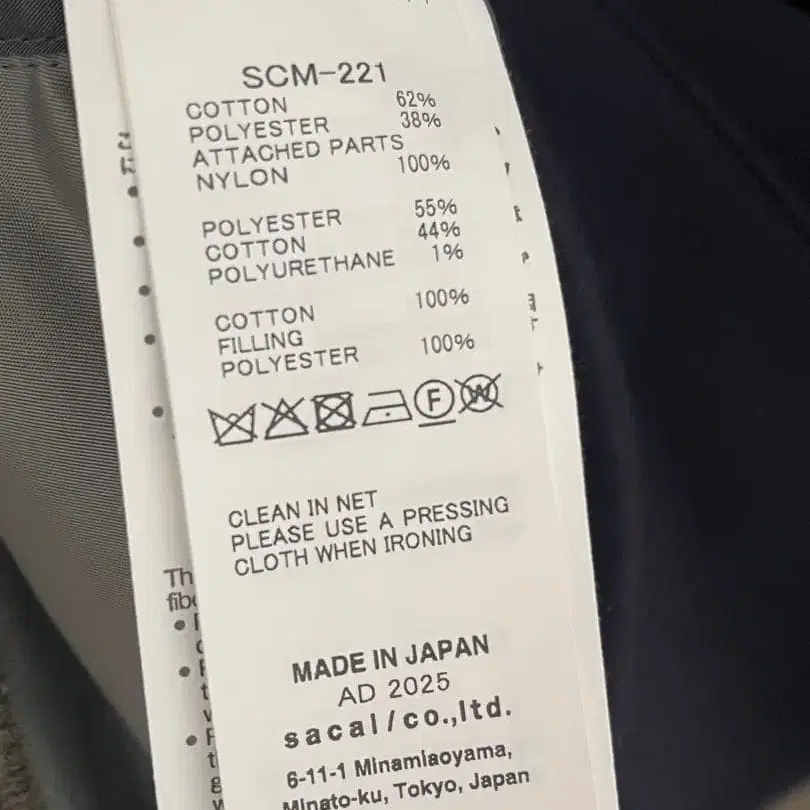 SCM-221
COTTON 62%
POLYESTER 38%
ATTACHED PARTS
NYLON 100%
POLYESTER 55%
COTTON 44%
POLYURETHANE 1%
COTTON 100%
FILLING
POLYESTER 100%
F W
CLEAN IN NET
PLEASE USE A PRESSING
CLOTH WHEN IRONING
MADE IN JAPAN
AD 2025
sacai/co.,ltd.
6-11-1 Minamiaoyama,
Minato-ku, Tokyo, Japan
Th